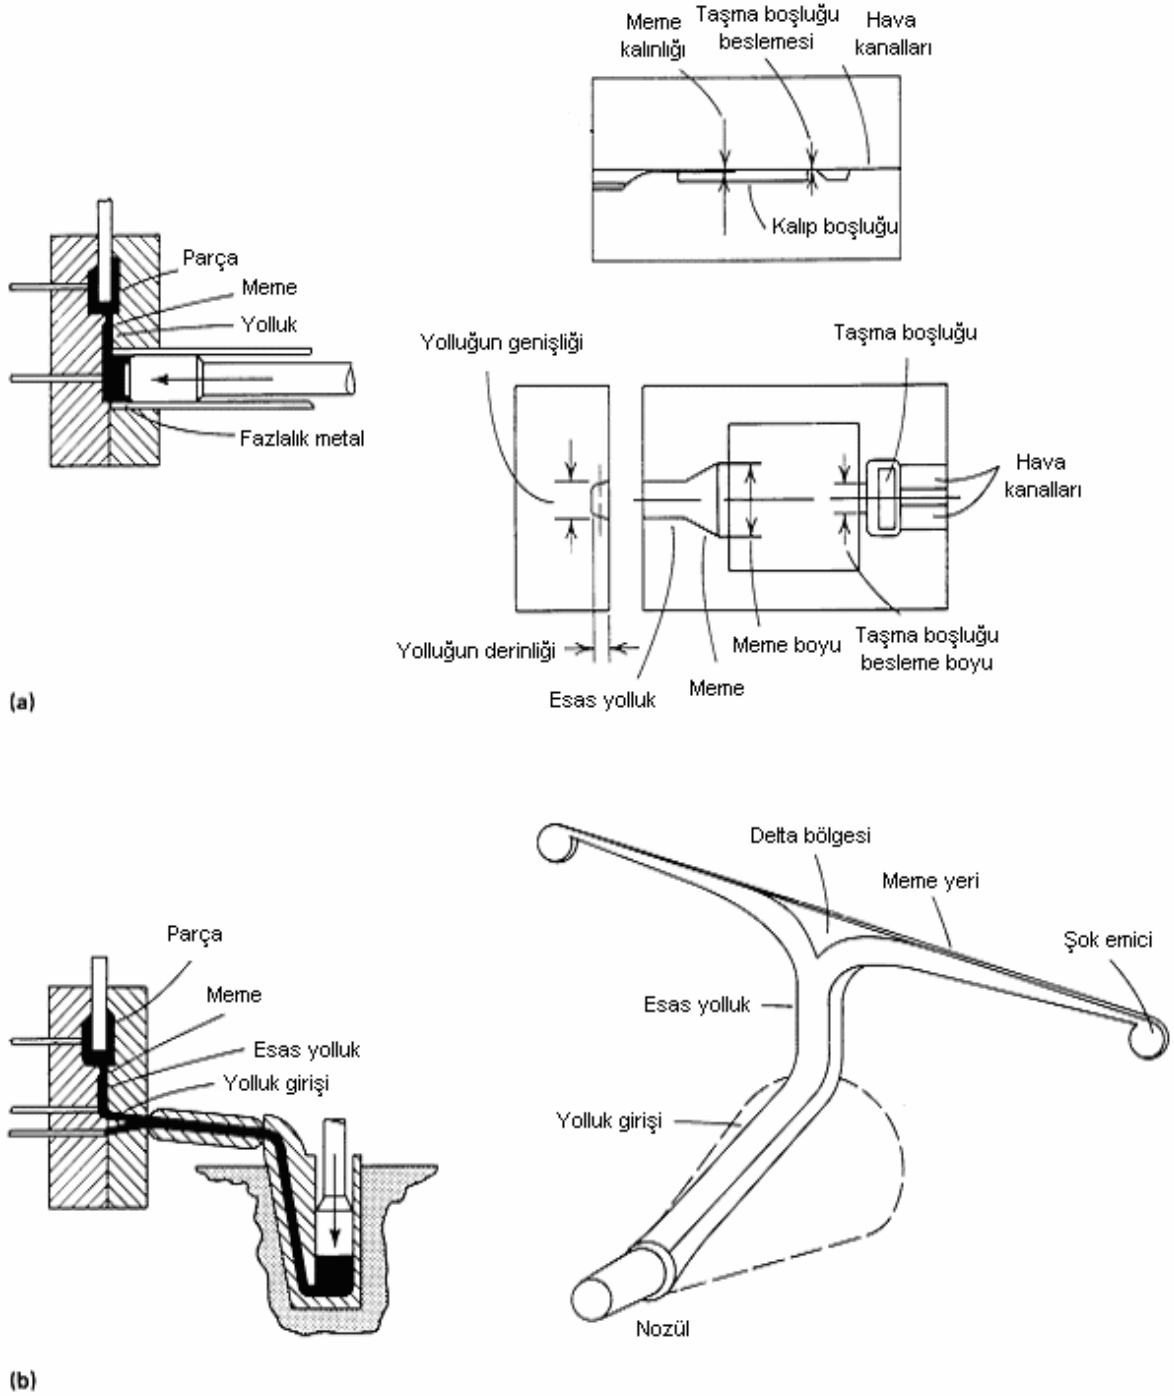 Meme
kalınlığı
Taşma boşluğu
beslemesi
Hava
kanalları
Kalıp boşluğu
Parça
Meme
Yolluk
Fazlalık metal
Yolluğun genişliği
Taşma boşluğu
Hava
kanalları
Yolluğun derinliği
Esas yolluk
Meme
Meme boyu
Taşma boşluğu
besleme boyu
(a)
Parça
Meme
Esas yolluk
Yolluk girişi
Delta bölgesi
Meme yeri
Şok emici
Esas yolluk
Yolluk girişi
Nozül
(b)